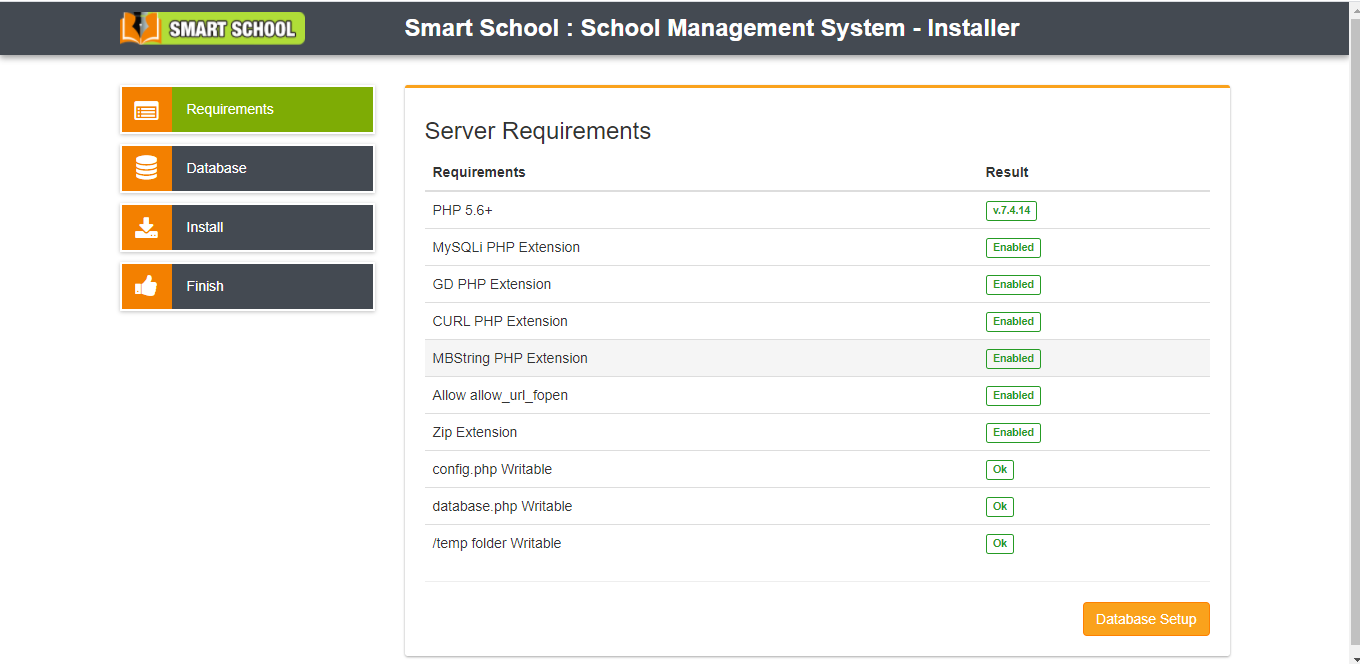 SMART SCHOOL
Smart School : School Management System - Installer
Requirements
Database
Install
Finish
Server Requirements
Requirements Result
PHP 5.6+ v.7.4.14
MySQLi PHP Extension Enabled
GD PHP Extension Enabled
CURL PHP Extension Enabled
MBString PHP Extension Enabled
Allow allow_url_fopen Enabled
Zip Extension Enabled
config.php Writable Ok
database.php Writable Ok
/temp folder Writable Ok
Database Setup